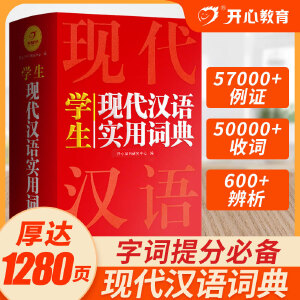 开心教育
现代
学生
现代汉语
实用词典
汉语
学生
现代汉语实用词
57000+
例证
50000+
收词
600+
辨析
厚达
1280页
字词提分必备
现代汉语词典